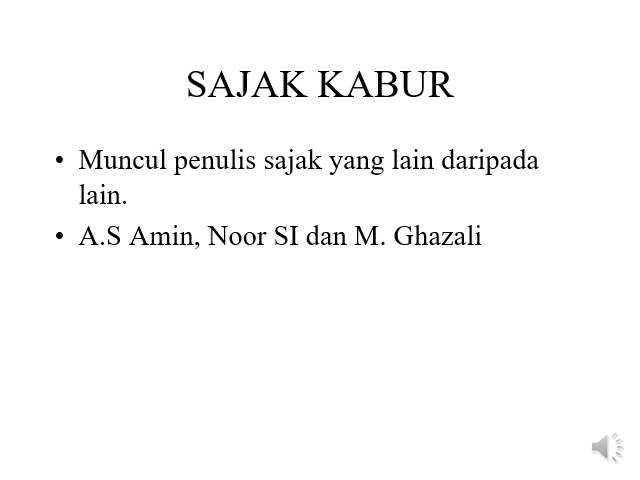 SAJAK KABUR
• Muncul penulis sajak yang lain daripada
lain.
• A.S Amin, Noor SI dan M. Ghazali